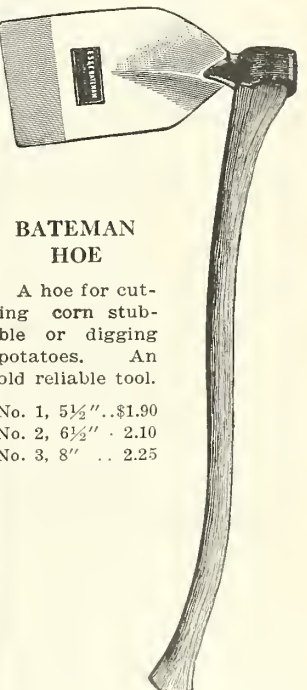 BATEMAN
HOE
A hoe for cut-
ing corn stub-
ble or digging
potatoes. An
old reliable tool.
No. 1, 5½"..$1.90
No. 2, 6½" · 2.10
No. 3, 8" .. 2.25